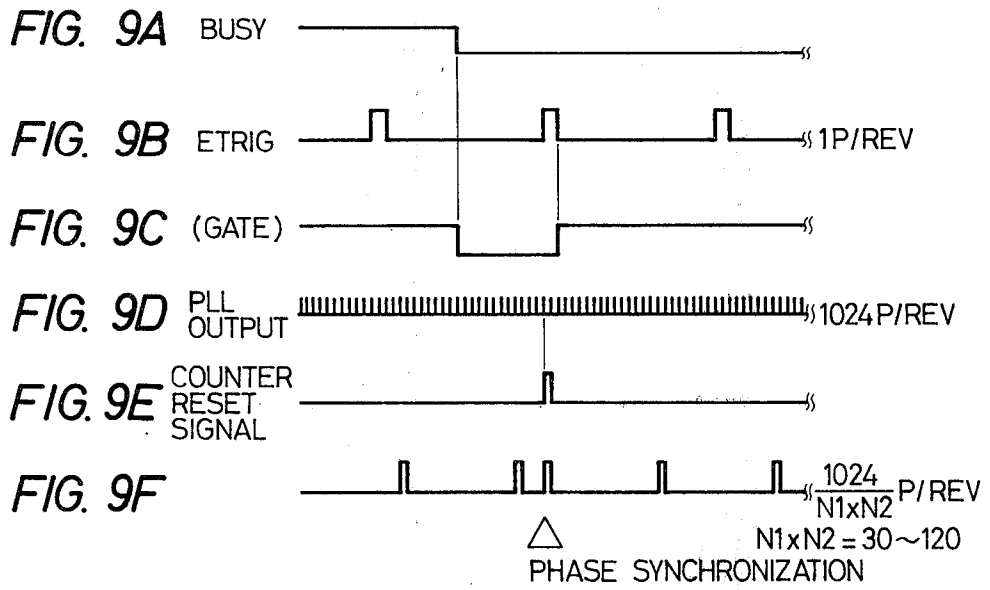 FIG. 9A BUSY
FIG. 9B ETRIG 1P/REV
FIG. 9C (GATE)
FIG. 9D PLL OUTPUT 1024 P/REV
FIG. 9E COUNTER RESET SIGNAL
FIG. 9F 1024 / N1xN2 P/REV
N1xN2 = 30~120
PHASE SYNCHRONIZATION